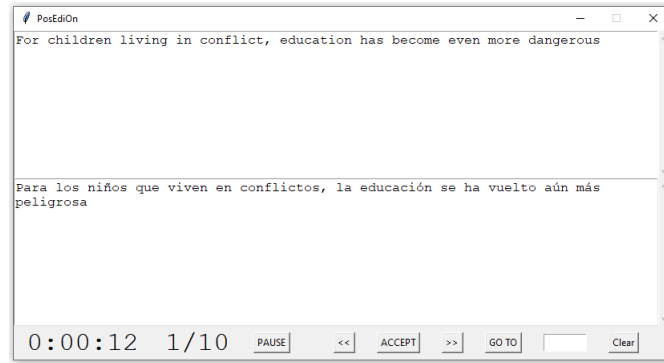 PosEdiOn
For children living in conflict, education has become even more dangerous
Para los niños que viven en conflictos, la educación se ha vuelto aún más
peligrosa
0:00:12 1/10 PAUSE << ACCEPT >> GO TO Clear